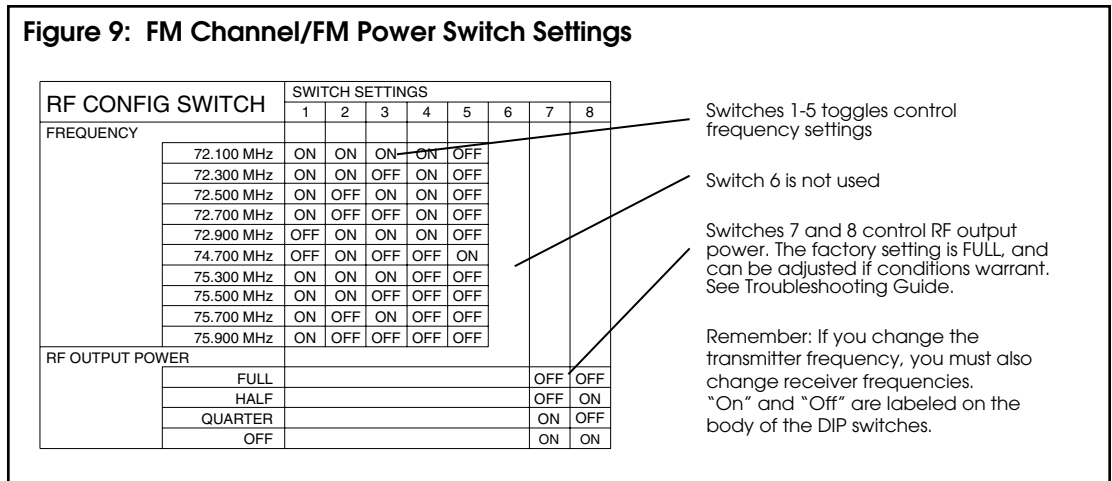 Figure 9: FM Channel/FM Power Switch Settings
RF CONFIG SWITCH
SWITCH SETTINGS
1 2 3 4 5 6 7 8
FREQUENCY
72.100 MHz ON ON ON ON OFF
72.300 MHz ON ON OFF ON OFF
72.500 MHz ON OFF ON ON OFF
72.700 MHz ON OFF OFF ON OFF
72.900 MHz OFF ON ON ON OFF
74.700 MHz OFF ON OFF OFF ON
75.300 MHz ON ON ON OFF OFF
75.500 MHz ON ON OFF OFF OFF
75.700 MHz ON OFF ON OFF OFF
75.900 MHz ON OFF OFF OFF OFF
RF OUTPUT POWER
FULL OFF OFF
HALF OFF ON
QUARTER ON OFF
OFF ON ON
Switches 1-5 toggles control
frequency settings
Switch 6 is not used
Switches 7 and 8 control RF output
power. The factory setting is FULL, and
can be adjusted if conditions warrant.
See Troubleshooting Guide.
Remember: If you change the
transmitter frequency, you must also
change receiver frequencies.
"On" and "Off" are labeled on the
body of the DIP switches.